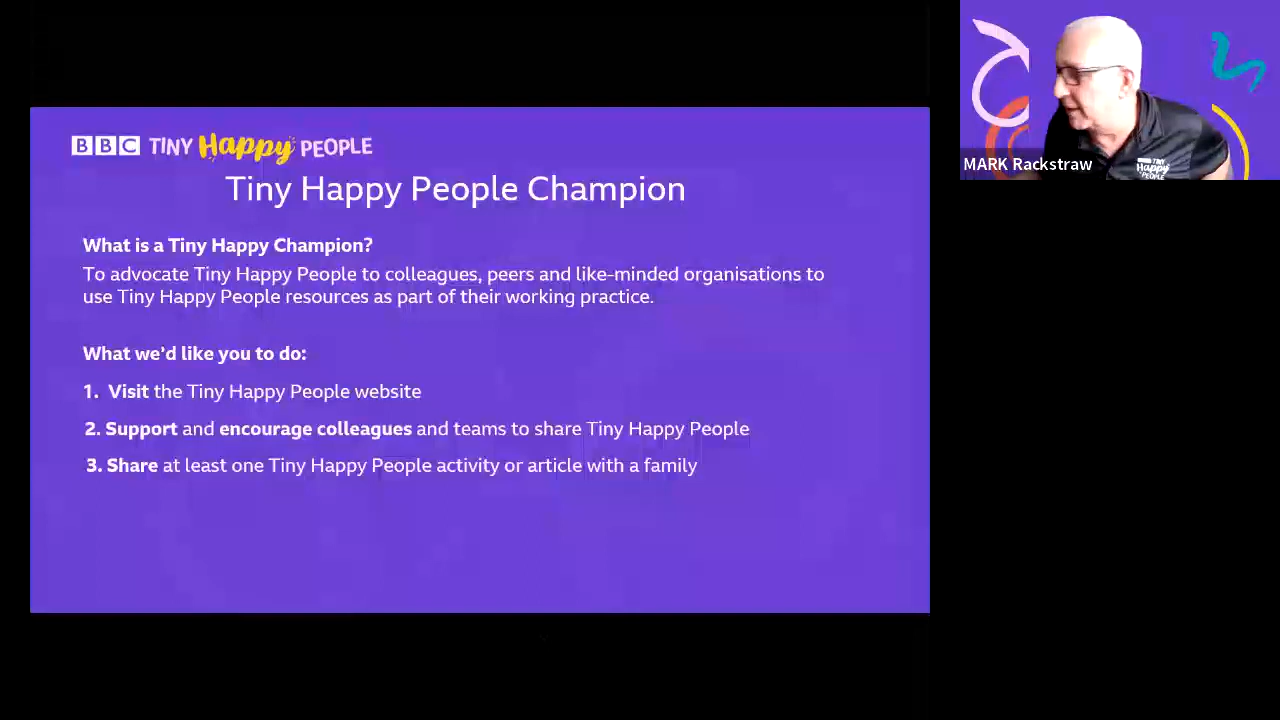 BBC TINY Happy PEOPLE
Tiny Happy People Champion
What is a Tiny Happy Champion?
To advocate Tiny Happy People to colleagues, peers and like-minded organisations to
use Tiny Happy People resources as part of their working practice.
What we'd like you to do:
1. Visit the Tiny Happy People website
2. Support and encourage colleagues and teams to share Tiny Happy People
3. Share at least one Tiny Happy People activity or article with a family
MARK Rackstraw
TINY
Happy
PEOPLE